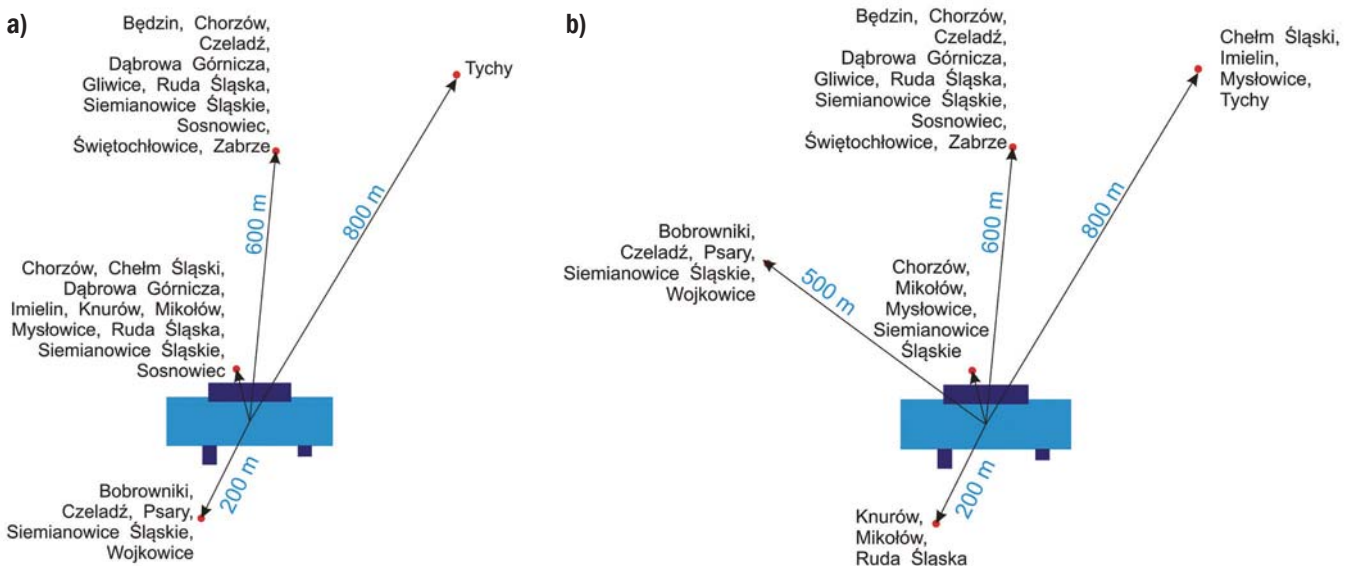 a)
Będzin, Chorzów,
Czeladź,
Dąbrowa Górnicza,
Gliwice, Ruda Śląska,
Siemianowice Śląskie,
Sosnowiec,
Świętochłowice, Zabrze
Tychy
600 m
800 m
Chorzów, Chełm Śląski,
Dąbrowa Górnicza,
Imielin, Knurów, Mikołów,
Mysłowice, Ruda Śląska,
Siemianowice Śląskie,
Sosnowiec
200 m
Bobrowniki,
Czeladź, Psary,
Siemianowice Śląskie,
Wojkowice
b)
Będzin, Chorzów,
Czeladź,
Dąbrowa Górnicza,
Gliwice, Ruda Śląska,
Siemianowice Śląskie,
Sosnowiec,
Świętochłowice, Zabrze
Chełm Śląski,
Imielin,
Mysłowice,
Tychy
600 m
800 m
Bobrowniki,
Czeladź, Psary,
Siemianowice Śląskie,
Wojkowice
500 m
Chorzów,
Mikołów,
Mysłowice,
Siemianowice
Śląskie
200 m
Knurów,
Mikołów,
Ruda Ślaska